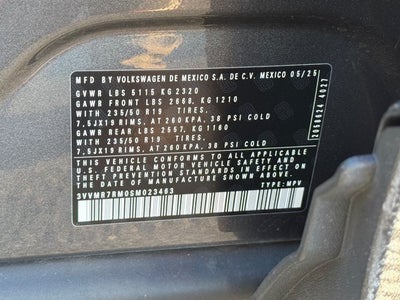 MFD BY VOLKSWAGEN DE MEXICO S.A. DE C.V. MEXICO 05/25
GVWR LBS 5115 KG 2320
GAWR FRONT LBS 2668, KG 1210
WITH 235/50 R19 TIRES.
7,5JX19 RIMS, AT 260 KPA, 38 PSI COLD
GAWR REAR LBS 2557, KG 1160
WITH 235/50 R19 TIRES.
7,5JX19 RIMS, AT 260 KPA, 38 PSI COLD
THIS VEHICLE CONFORMS TO ALL APPLICABLE
FEDERAL MOTOR VEHICLE SAFETY, BUMPER
AND THEFT PREVENTION STANDARDS IN EFFECT
ON THE DATE OF MANUFACTURE SHOWN ABOVE.
3VVMR7RM0SM023463 TYPE: MPV
2050624 4027